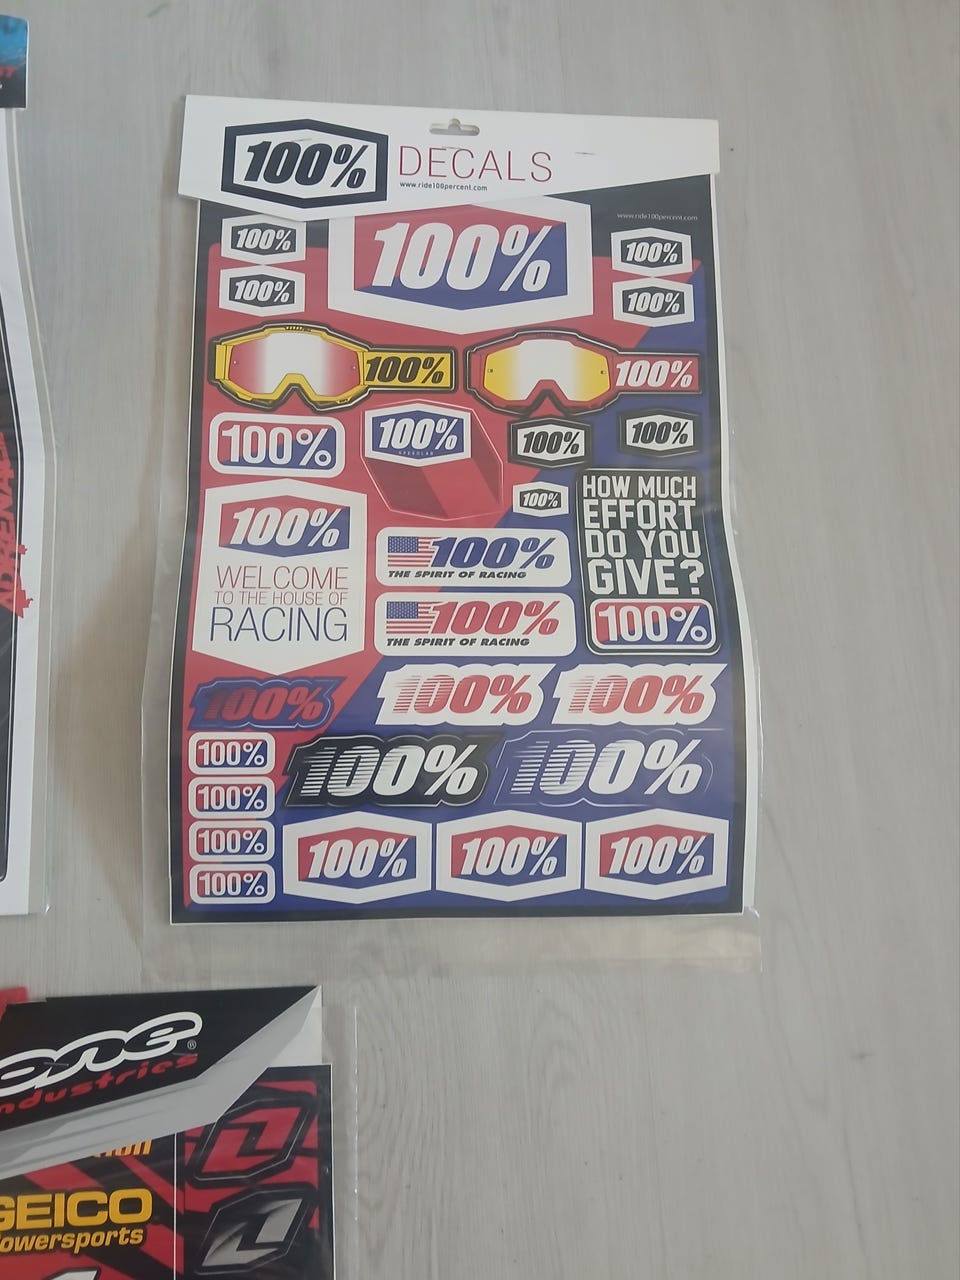 100%
DECALS
www.ride100percent.com
www.ride100percent.com
100%
100%
100%
100%
100%
100%
100%
100%
100%
100%
SPEEDLAB
100%
100%
100%
HOW MUCH
EFFORT
DO YOU
GIVE?
100%
100%
WELCOME
TO THE HOUSE OF
RACING
100%
THE SPIRIT OF RACING
100%
THE SPIRIT OF RACING
100%
100%
100%
100%
100%
100%
100%
100%
100%
100%
100%
100%
one®
industries
GEICO
Powersports